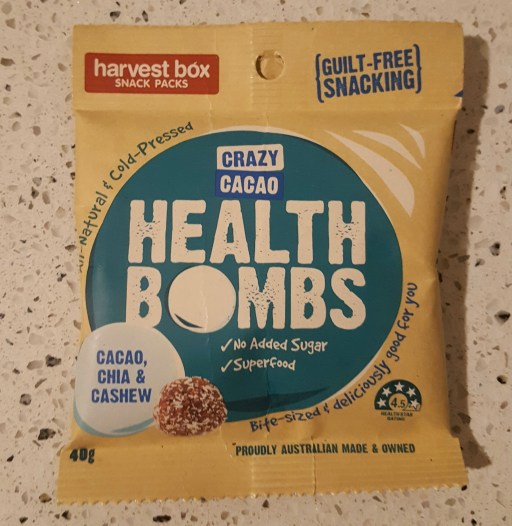 harvest box
SNACK PACKS
{GUILT-FREE
SNACKING}
All-Natural & Cold-Pressed
CRAZY
CACAO
HEALTH
BOMBS
✓No Added Sugar
✓Superfood
CACAO,
CHIA &
CASHEW
Bite-sized & deliciously good for you
4.5
HEALTH STAR
RATING
40g
*PROUDLY AUSTRALIAN MADE & OWNED